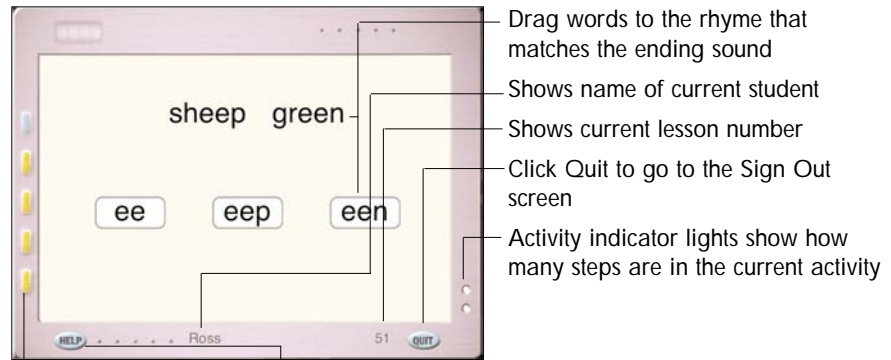 Drag words to the rhyme that
matches the ending sound
Shows name of current student
Shows current lesson number
Click Quit to go to the Sign Out
screen
Activity indicator lights show how
many steps are in the current activity
sheep green
ee eep een
HELP Ross 51 QUIT